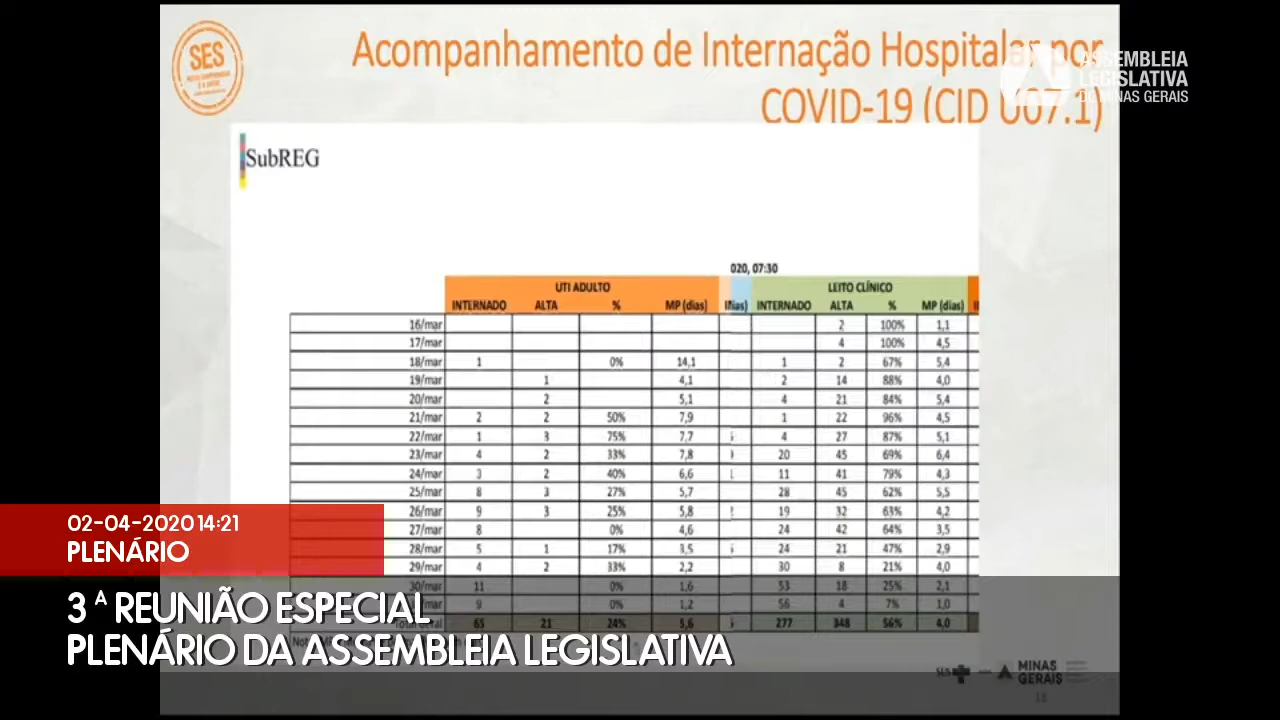 SES
Acompanhamento de Internação Hospitalar por
COVID-19 (CID U07.1)
ASSEMBLEIA
LEGISLATIVA
DE MINAS GERAIS
SubREG
020, 07:30
UTI ADULTO LEITO CLÍNICO
INTERNADO ALTA % MP (dias) INTERNADO ALTA % MP (dias)
16/mar 2 100% 1,1
17/mar 4 100% 4,5
18/mar 1 0% 14,1 1 2 67% 5,4
19/mar 1 4,1 2 14 88% 4,0
20/mar 2 5,1 4 21 84% 5,4
21/mar 2 2 50% 7,9 1 22 96% 4,5
22/mar 1 3 75% 7,7 4 27 87% 5,1
23/mar 4 2 33% 7,8 20 45 69% 6,4
24/mar 3 2 40% 6,6 11 41 79% 4,3
25/mar 8 3 27% 5,7 28 45 62% 5,5
26/mar 9 3 25% 5,8 19 32 63% 4,2
27/mar 8 0% 4,6 24 42 64% 3,5
28/mar 5 1 17% 3,5 24 21 47% 2,9
29/mar 4 2 33% 2,2 30 8 21% 4,0
30/mar 11 0% 1,6 53 18 25% 2,1
/mar 9 0% 1,2 56 4 7% 1,0
Total Geral 65 21 24% 5,6 277 348 56% 4,0
02-04-2020 14:21
PLENÁRIO
3ª REUNIÃO ESPECIAL
PLENÁRIO DA ASSEMBLEIA LEGISLATIVA
SUS
MINAS
GERAIS
18